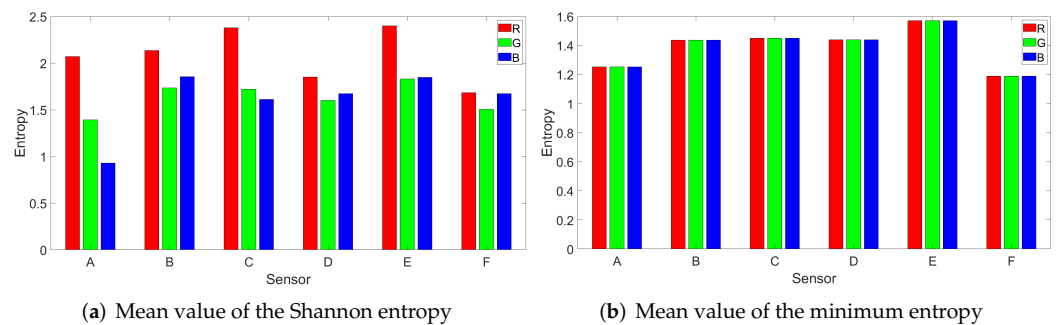 2.5
2
1.5
1
0.5
0
Entropy
A B C D E F
Sensor
R
G
B
(a) Mean value of the Shannon entropy
1.6
1.4
1.2
1
0.8
0.6
0.4
0.2
0
Entropy
A B C D E F
Sensor
R
G
B
(b) Mean value of the minimum entropy